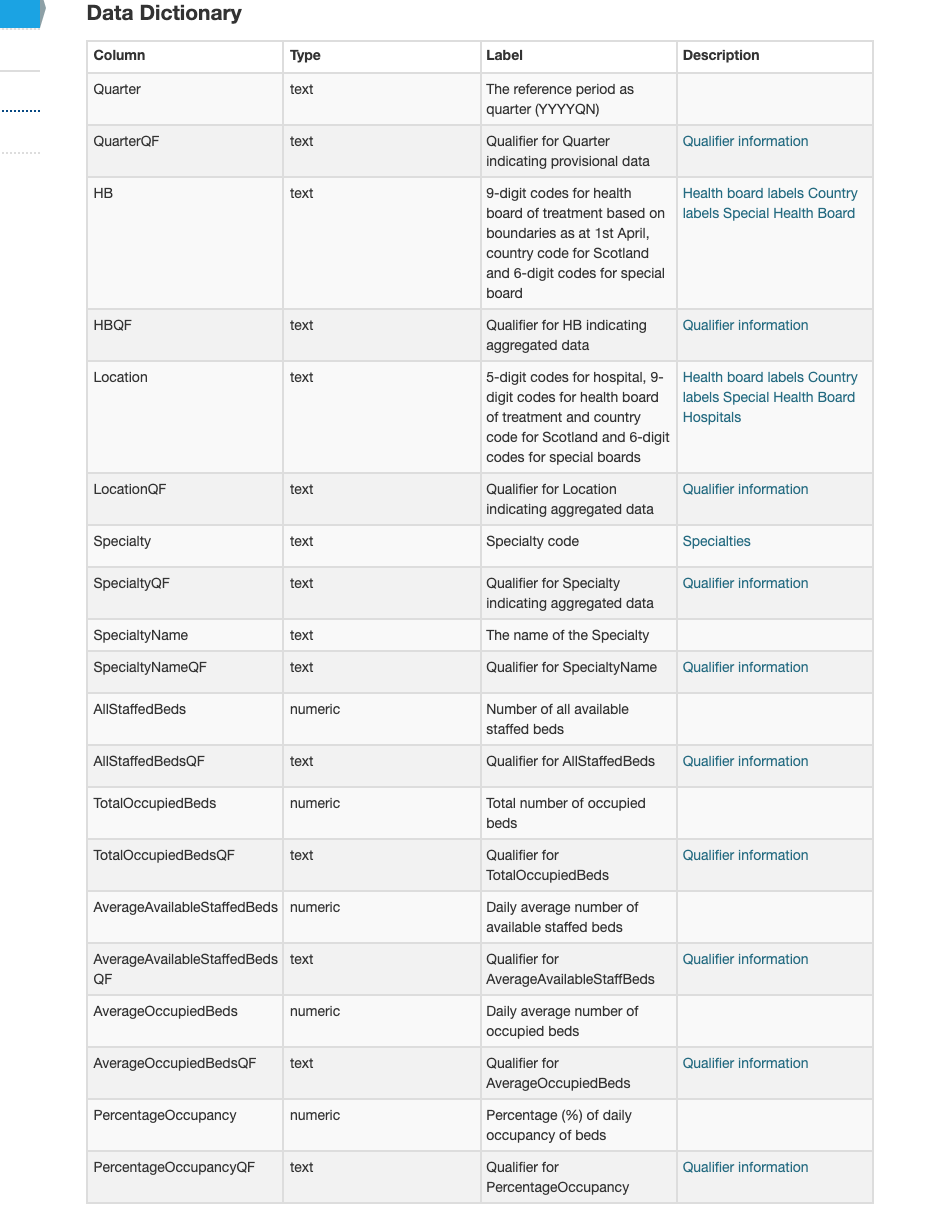 Data Dictionary
Column Type Label Description
Quarter text The reference period as
quarter (YYYYQN)
QuarterQF text Qualifier for Quarter Qualifier information
indicating provisional data
HB text 9-digit codes for health Health board labels Country
board of treatment based on labels Special Health Board
boundaries as at 1st April,
country code for Scotland
and 6-digit codes for special
board
HBQF text Qualifier for HB indicating Qualifier information
aggregated data
Location text 5-digit codes for hospital, 9- Health board labels Country
digit codes for health board labels Special Health Board
of treatment and country Hospitals
code for Scotland and 6-digit
codes for special boards
LocationQF text Qualifier for Location Qualifier information
indicating aggregated data
Specialty text Specialty code Specialties
SpecialtyQF text Qualifier for Specialty Qualifier information
indicating aggregated data
SpecialtyName text The name of the Specialty
SpecialtyNameQF text Qualifier for SpecialtyName Qualifier information
AllStaffedBeds numeric Number of all available
staffed beds
AllStaffedBedsQF text Qualifier for AllStaffedBeds Qualifier information
TotalOccupiedBeds numeric Total number of occupied
beds
TotalOccupiedBedsQF text Qualifier for Qualifier information
TotalOccupiedBeds
AverageAvailableStaffedBeds numeric Daily average number of
available staffed beds
AverageAvailableStaffedBeds text Qualifier for Qualifier information
QF AverageAvailableStaffBeds
AverageOccupiedBeds numeric Daily average number of
occupied beds
AverageOccupiedBedsQF text Qualifier for Qualifier information
AverageOccupiedBeds
PercentageOccupancy numeric Percentage (%) of daily
occupancy of beds
PercentageOccupancyQF text Qualifier for Qualifier information
PercentageOccupancy